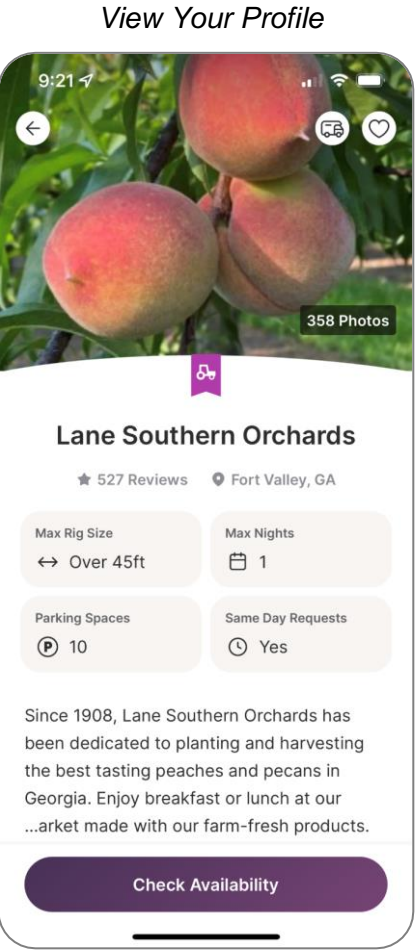 View Your Profile
9:21
358 Photos
Lane Southern Orchards
527 Reviews Fort Valley, GA
Max Rig Size Max Nights
Over 45ft 1
Parking Spaces Same Day Requests
P 10 Yes
Since 1908, Lane Southern Orchards has
been dedicated to planting and harvesting
the best tasting peaches and pecans in
Georgia. Enjoy breakfast or lunch at our
...arket made with our farm-fresh products.
Check Availability